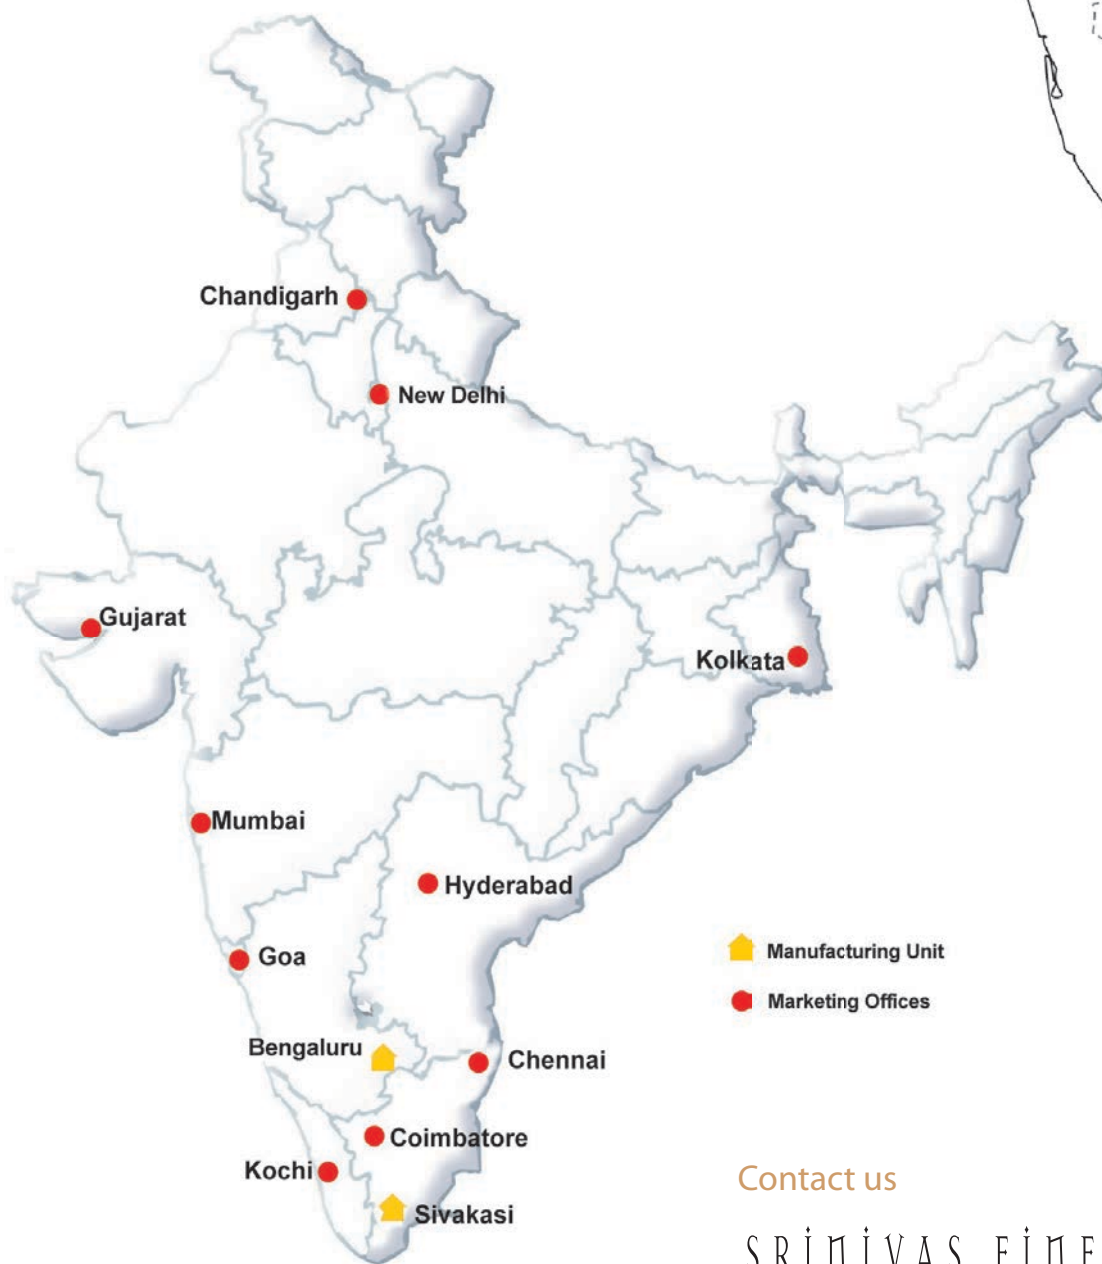 Chandigarh
New Delhi
Gujarat
Kolkata
Mumbai
Hyderabad
Goa
Manufacturing Unit
Marketing Offices
Bengaluru
Chennai
Coimbatore
Kochi
Sivakasi
Contact us
SRINIVAS FINE